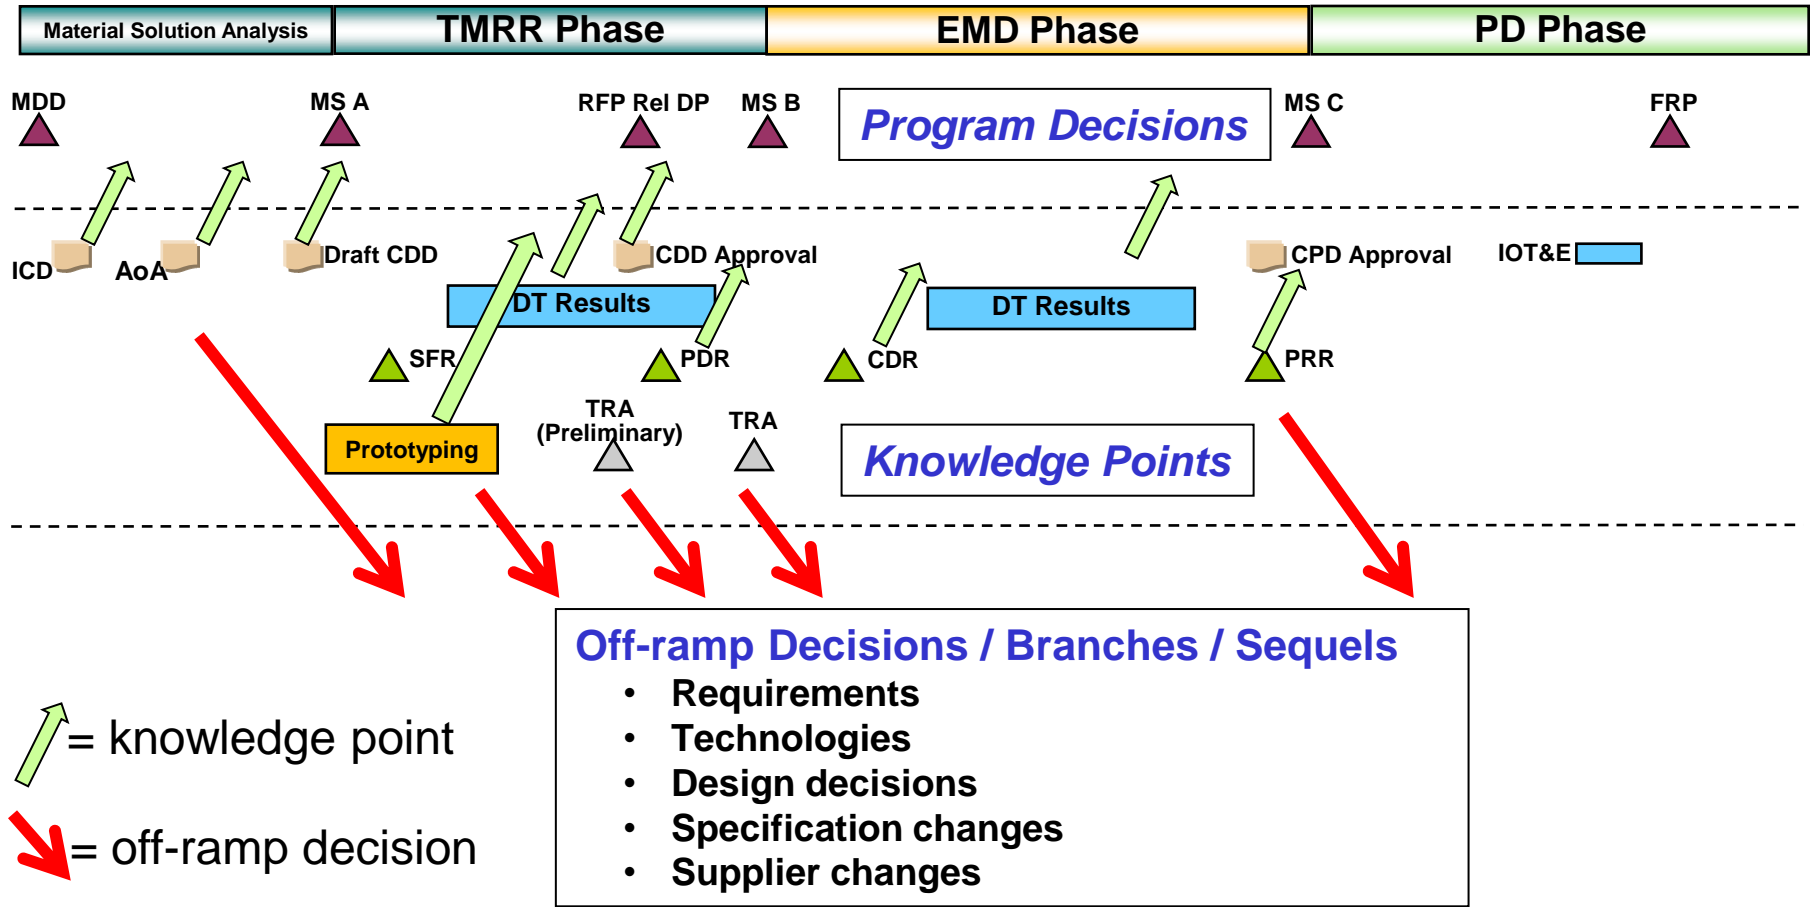 Material Solution Analysis
TMRR Phase
EMD Phase
PD Phase
MDD
MS A
RFP Rel DP
MS B
Program Decisions
MS C
FRP
ICD
AoA
Draft CDD
CDD Approval
CPD Approval
IOT&E
DT Results
DT Results
SFR
PDR
CDR
PRR
Prototyping
TRA
(Preliminary)
TRA
Knowledge Points
Off-ramp Decisions / Branches / Sequels
• Requirements
• Technologies
• Design decisions
• Specification changes
• Supplier changes
= knowledge point
= off-ramp decision